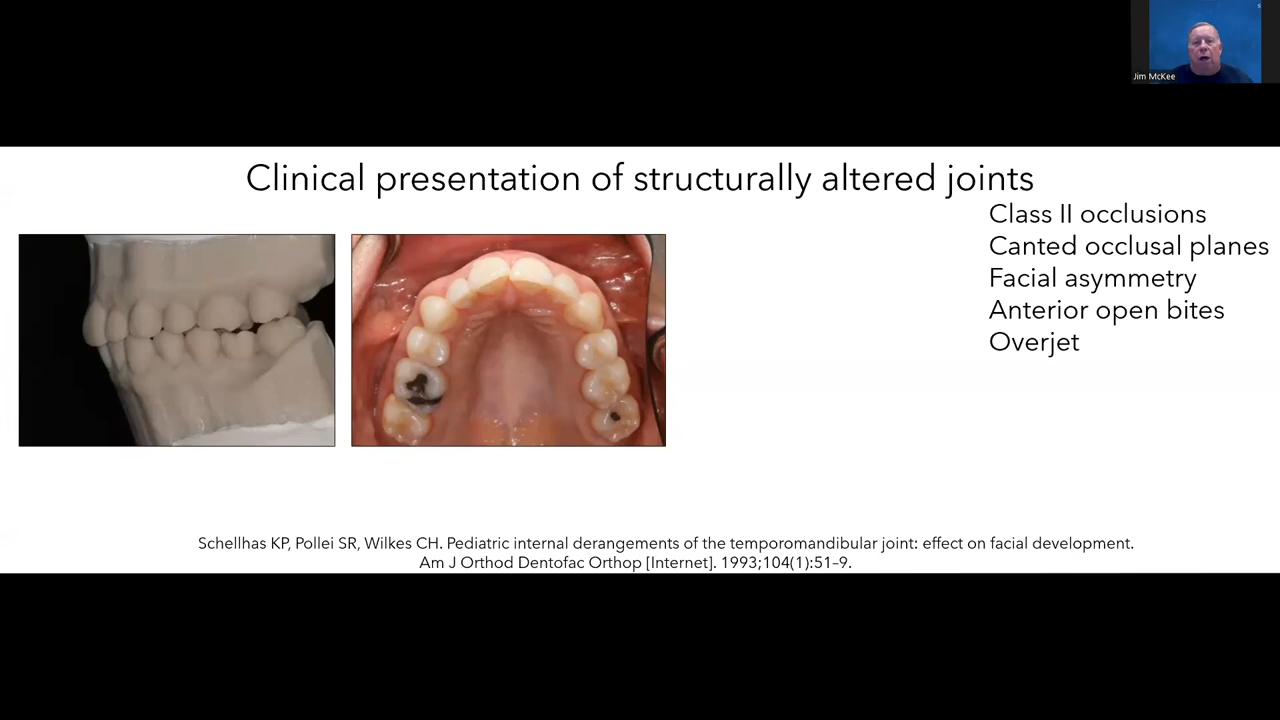 Jim McKee
Clinical presentation of structurally altered joints
Class II occlusions
Canted occlusal planes
Facial asymmetry
Anterior open bites
Overjet
Schellhas KP, Pollei SR, Wilkes CH. Pediatric internal derangements of the temporomandibular joint: effect on facial development.
Am J Orthod Dentofac Orthop [Internet]. 1993;104(1):51–9.